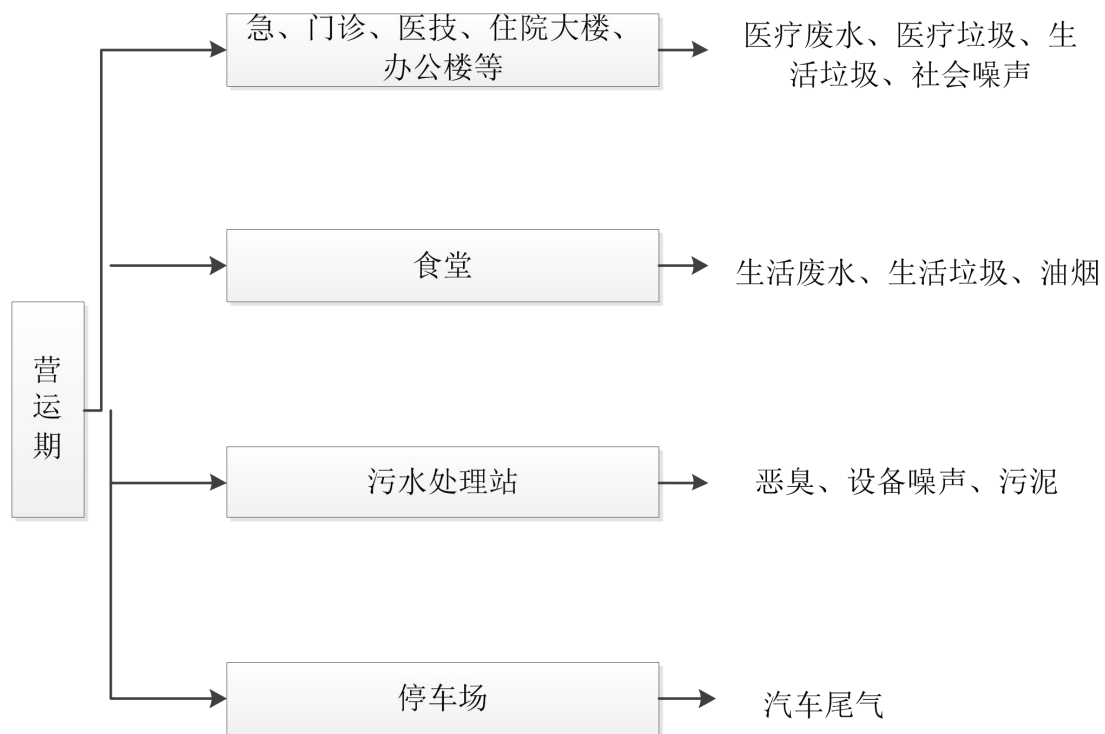 急、门诊、医技、住院大楼、
办公楼等
医疗废水、医疗垃圾、生
活垃圾、社会噪声
食堂
生活废水、生活垃圾、油烟
营
运
期
污水处理站
恶臭、设备噪声、污泥
停车场
汽车尾气